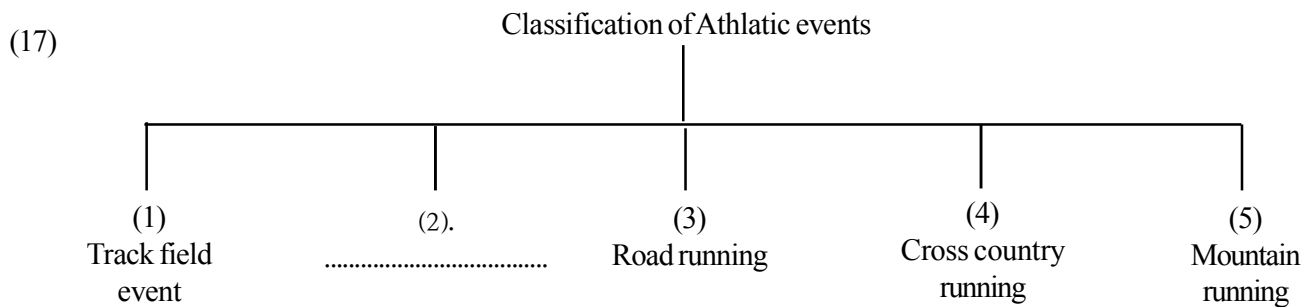 Classification of Athlatic events
(17)
(1)
Track field
event
(2).
..................................
(3)
Road running
(4)
Cross country
running
(5)
Mountain
running